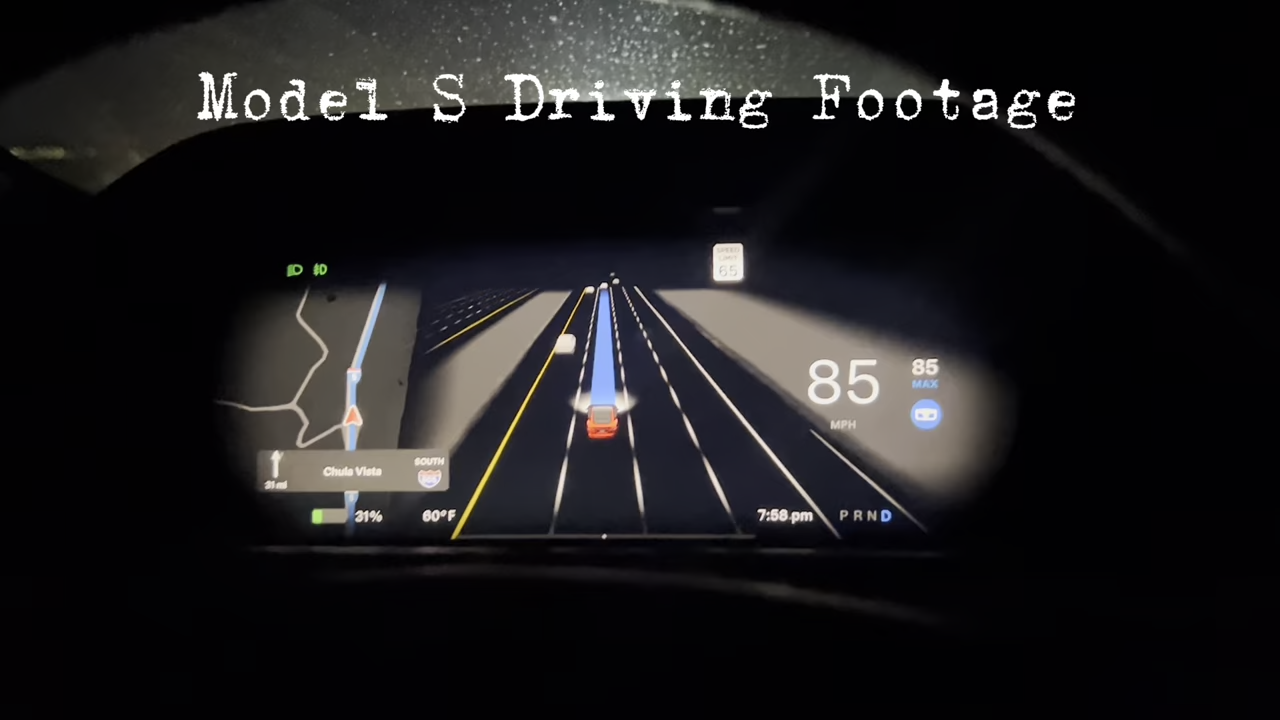 Model S Driving Footage
SPEED
LIMIT
65
85
MPH
85
MAX
31 mi
Chula Vista
SOUTH
31%
60°F
7:58 pm
P R N D